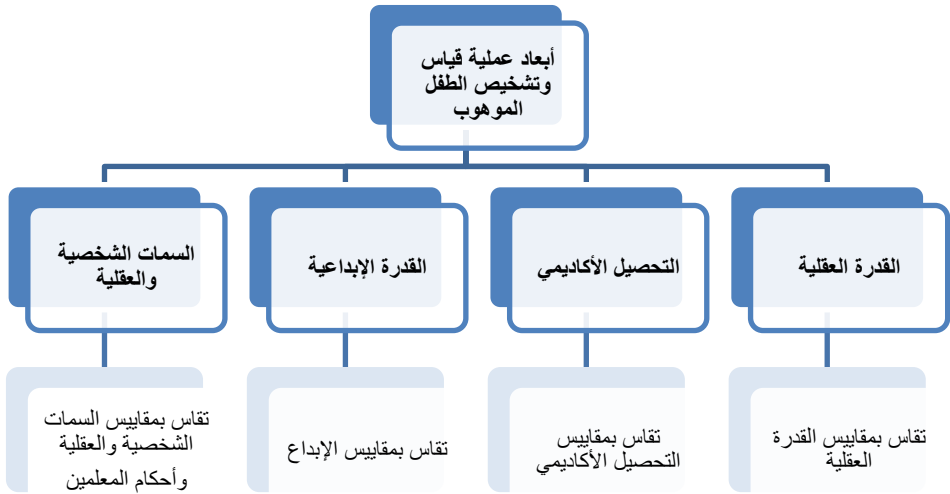 أبعاد عملية قياس
وتشخيص الطفل
الموهوب
القدرة العقلية
التحصيل الأكاديمي
القدرة الإبداعية
السمات الشخصية
والعقلية
تقاس بمقاييس القدرة
العقلية
تقاس بمقاييس
التحصيل الأكاديمي
تقاس بمقاييس الإبداع
تقاس بمقاييس السمات
الشخصية والعقلية
وأحكام المعلمين